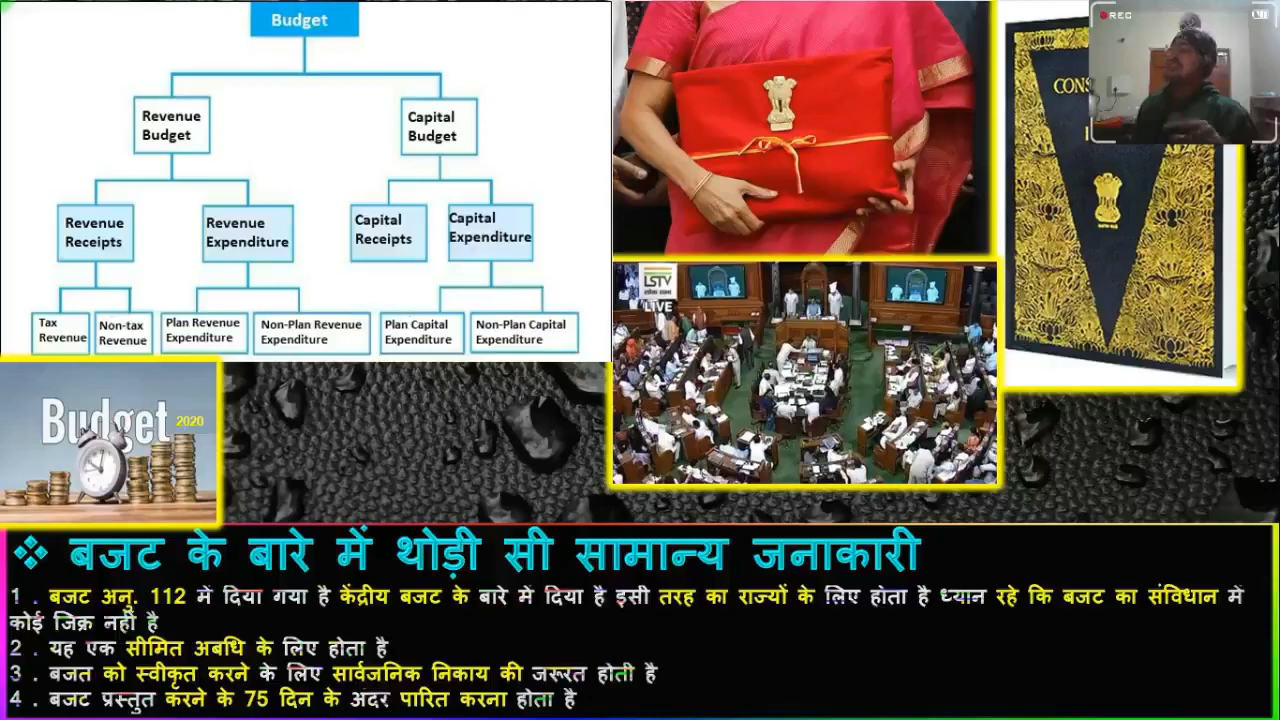 Budget
Revenue
Budget
Capital
Budget
Revenue
Receipts
Revenue
Expenditure
Capital
Receipts
Capital
Expenditure
Tax
Revenue
Non-tax
Revenue
Plan Revenue
Expenditure
Non-Plan Revenue
Expenditure
Plan Capital
Expenditure
Non-Plan Capital
Expenditure
REC
CONS
LSTV
लोक सभा
LIVE
Budget 2020
❖ बजट के बारे में थोड़ी सी सामान्य जनाकारी
1 . बजट अनु. 112 में दिया गया है केंद्रीय बजट के बारे में दिया है इसी तरह का राज्यों के लिए होता है ध्यान रहे कि बजट का संविधान में
कोई जिक्र नही है
2 . यह एक सीमित अबधि के लिए होता है
3 . बजत को स्वीकृत करने के लिए सार्वजनिक निकाय की जरूरत होती है
4 . बजट प्रस्तुत करने के 75 दिन के अंदर पारित करना होता है